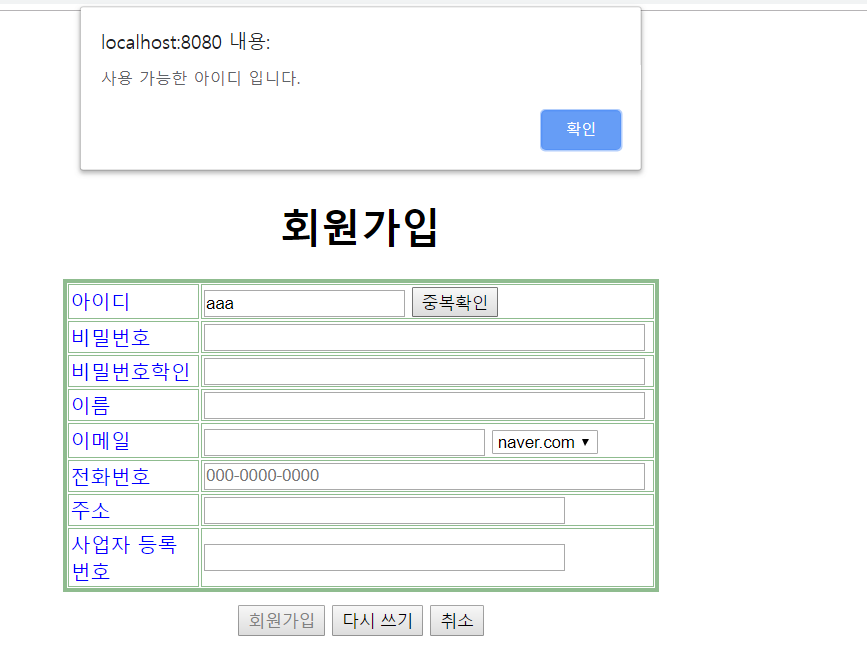 localhost:8080 내용:
사용 가능한 아이디 입니다.
확인
회원가입
아이디 aaa 중복확인
비밀번호
비밀번호확인
이름
이메일 naver.com
전화번호 000-0000-0000
주소
사업자 등록
번호
회원가입 다시 쓰기 취소